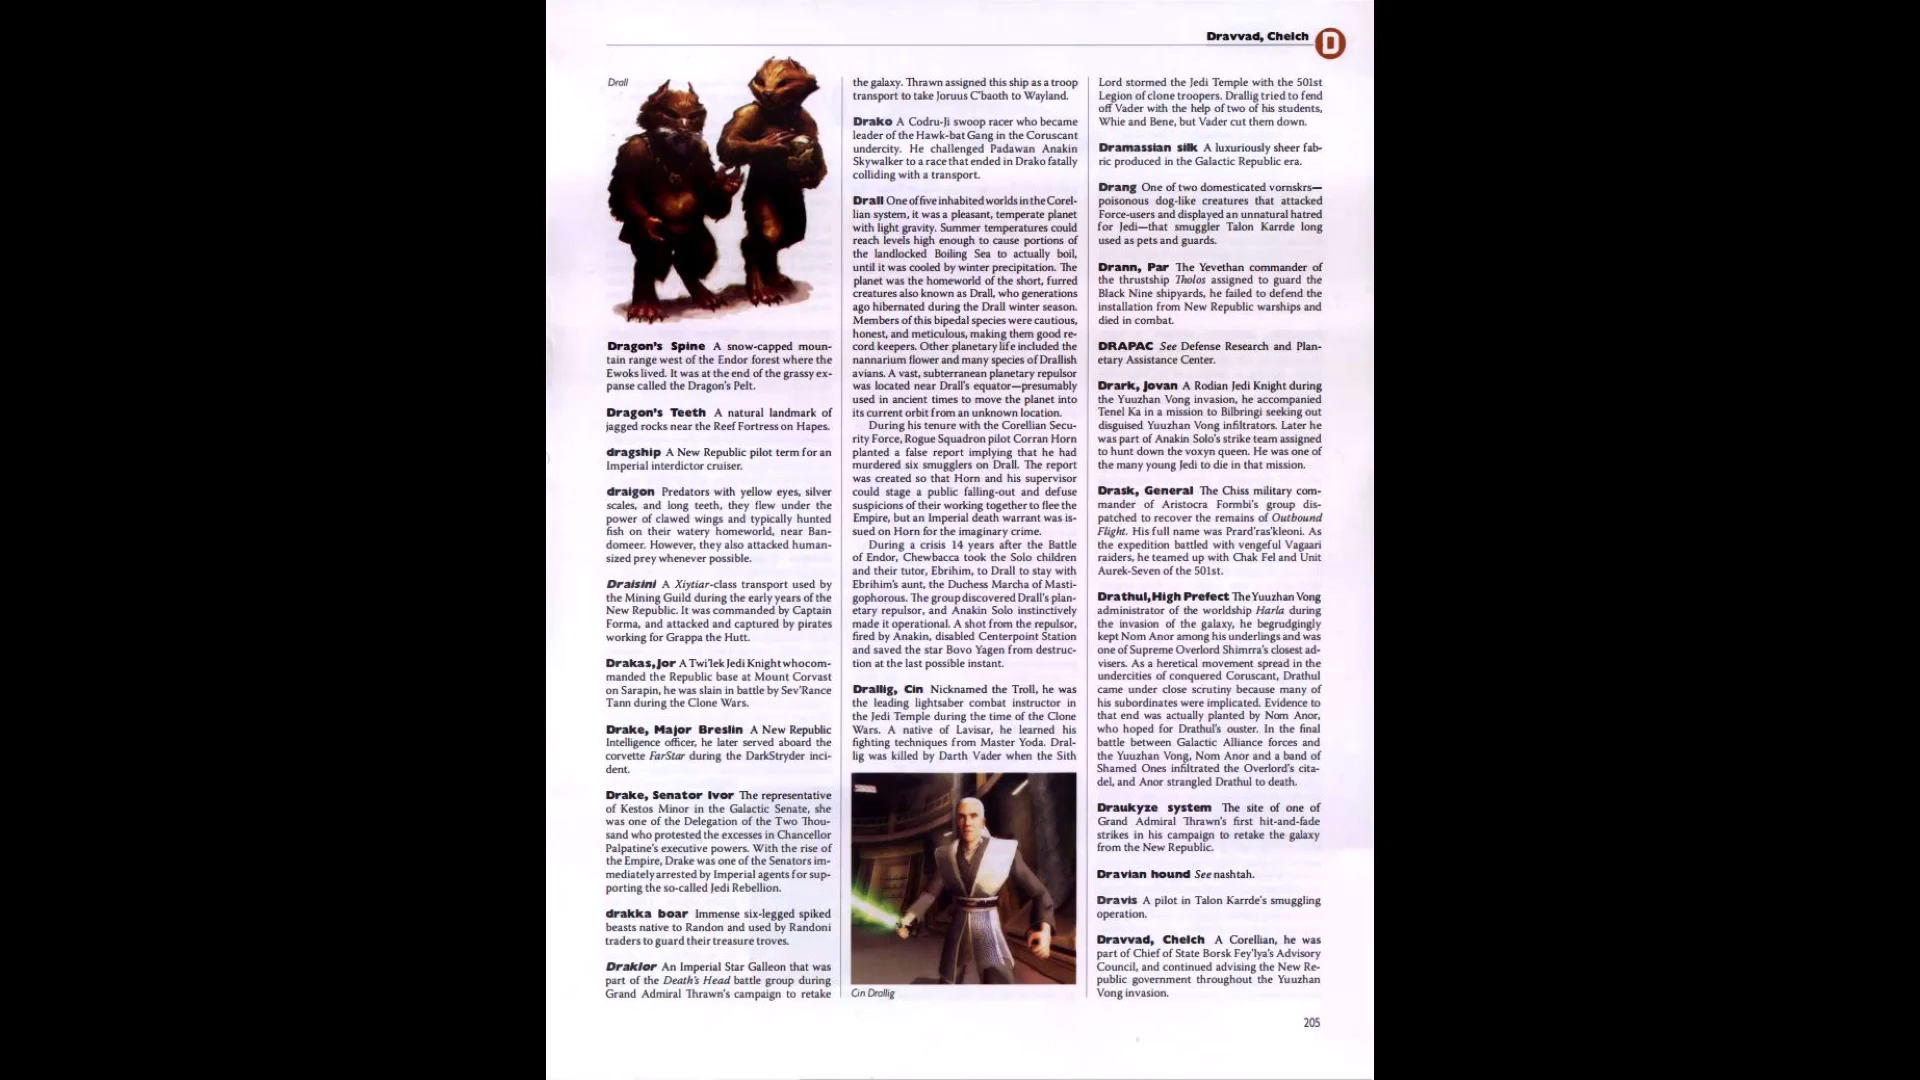 Dravvad, Chelch D
Drall
Dragon's Spine A snow-capped moun-
tain range west of the Endor forest where the
Ewoks lived. It was at the end of the grassy ex-
panse called the Dragon's Pelt.
Dragon's Teeth A natural landmark of
jagged rocks near the Reef Fortress on Hapes.
dragship A New Republic pilot term for an
Imperial interdictor cruiser.
draigon Predators with yellow eyes, silver
scales, and long teeth, they flew under the
power of clawed wings and typically hunted
fish on their watery homeworld, near Ban-
domeer. However, they also attacked human-
sized prey whenever possible.
Draisini A Xiytiar-class transport used by
the Mining Guild during the early years of the
New Republic. It was commanded by Captain
Forma, and attacked and captured by pirates
working for Grappa the Hutt.
Drakas, Jor A Twi'lek Jedi Knight who com-
manded the Republic base at Mount Corvast
on Sarapin, he was slain in battle by Sev'Rance
Tann during the Clone Wars.
Drake, Major Breslin A New Republic
Intelligence officer, he later served aboard the
corvette FarStar during the DarkStryder inci-
dent.
Drake, Senator Ivor The representative
of Kestos Minor in the Galactic Senate, she
was one of the Delegation of the Two Thou-
sand who protested the excesses in Chancellor
Palpatine's executive powers. With the rise of
the Empire, Drake was one of the Senators im-
mediately arrested by Imperial agents for sup-
porting the so-called Jedi Rebellion.
drakka boar Immense six-legged spiked
beasts native to Randon and used by Randoni
traders to guard their treasure troves.
Draklor An Imperial Star Galleon that was
part of the Death's Head battle group during
Grand Admiral Thrawn's campaign to retake
the galaxy. Thrawn assigned this ship as a troop
transport to take Joruus C'baoth to Wayland.
Drako A Codru-Ji swoop racer who became
leader of the Hawk-bat Gang in the Coruscant
undercity. He challenged Padawan Anakin
Skywalker to a race that ended in Drako fatally
colliding with a transport.
Drall One of five inhabited worlds in the Corel-
lian system, it was a pleasant, temperate planet
with light gravity. Summer temperatures could
reach levels high enough to cause portions of
the landlocked Boiling Sea to actually boil,
until it was cooled by winter precipitation. The
planet was the homeworld of the short, furred
creatures also known as Drall, who generations
ago hibernated during the Drall winter season.
Members of this bipedal species were cautious,
honest, and meticulous, making them good re-
cord keepers. Other planetary life included the
nannarium flower and many species of Drallish
avians. A vast, subterranean planetary repulsor
was located near Drall's equator—presumably
used in ancient times to move the planet into
its current orbit from an unknown location.
During his tenure with the Corellian Secu-
rity Force, Rogue Squadron pilot Corran Horn
planted a false report implying that he had
murdered six smugglers on Drall. The report
was created so that Horn and his supervisor
could stage a public falling-out and defuse
suspicions of their working together to flee the
Empire, but an Imperial death warrant was is-
sued on Horn for the imaginary crime.
During a crisis 14 years after the Battle
of Endor, Chewbacca took the Solo children
and their tutor, Ebrihim, to Drall to stay with
Ebrihim's aunt, the Duchess Marcha of Masti-
gophorous. The group discovered Drall's plan-
etary repulsor, and Anakin Solo instinctively
made it operational. A shot from the repulsor,
fired by Anakin, disabled Centerpoint Station
and saved the star Bovo Yagen from destruc-
tion at the last possible instant.
Drallig, Cin Nicknamed the Troll, he was
the leading lightsaber combat instructor in
the Jedi Temple during the time of the Clone
Wars. A native of Lavisar, he learned his
fighting techniques from Master Yoda. Dral-
lig was killed by Darth Vader when the Sith
Cin Drallig
Lord stormed the Jedi Temple with the 501st
Legion of clone troopers. Drallig tried to fend
off Vader with the help of two of his students,
Whie and Bene, but Vader cut them down.
Dramassian silk A luxuriously sheer fab-
ric produced in the Galactic Republic era.
Drang One of two domesticated vornskrs—
poisonous dog-like creatures that attacked
Force-users and displayed an unnatural hatred
for Jedi—that smuggler Talon Karrde long
used as pets and guards.
Drann, Par The Yevethan commander of
the thrustship Tholos assigned to guard the
Black Nine shipyards, he failed to defend the
installation from New Republic warships and
died in combat.
DRAPAC See Defense Research and Plan-
etary Assistance Center.
Drark, Jovan A Rodian Jedi Knight during
the Yuuzhan Vong invasion, he accompanied
Tenel Ka in a mission to Bilbringi seeking out
disguised Yuuzhan Vong infiltrators. Later he
was part of Anakin Solo's strike team assigned
to hunt down the voxyn queen. He was one of
the many young Jedi to die in that mission.
Drask, General The Chiss military com-
mander of Aristocra Formbi's group dis-
patched to recover the remains of Outbound
Flight. His full name was Prard'ras'kleoni. As
the expedition battled with vengeful Vagaari
raiders, he teamed up with Chak Fel and Unit
Aurek-Seven of the 501st.
Drathul, High Prefect The Yuuzhan Vong
administrator of the worldship Harla during
the invasion of the galaxy, he begrudgingly
kept Nom Anor among his underlings and was
one of Supreme Overlord Shimrra's closest ad-
visers. As a heretical movement spread in the
undercities of conquered Coruscant, Drathul
came under close scrutiny because many of
his subordinates were implicated. Evidence to
that end was actually planted by Nom Anor,
who hoped for Drathul's ouster. In the final
battle between Galactic Alliance forces and
the Yuuzhan Vong, Nom Anor and a band of
Shamed Ones infiltrated the Overlord's cita-
del, and Anor strangled Drathul to death.
Draukyze system The site of one of
Grand Admiral Thrawn's first hit-and-fade
strikes in his campaign to retake the galaxy
from the New Republic.
Dravian hound See nashtah.
Dravis A pilot in Talon Karrde's smuggling
operation.
Dravvad, Chelch A Corellian, he was
part of Chief of State Borsk Fey'lya's Advisory
Council, and continued advising the New Re-
public government throughout the Yuuzhan
Vong invasion.
205